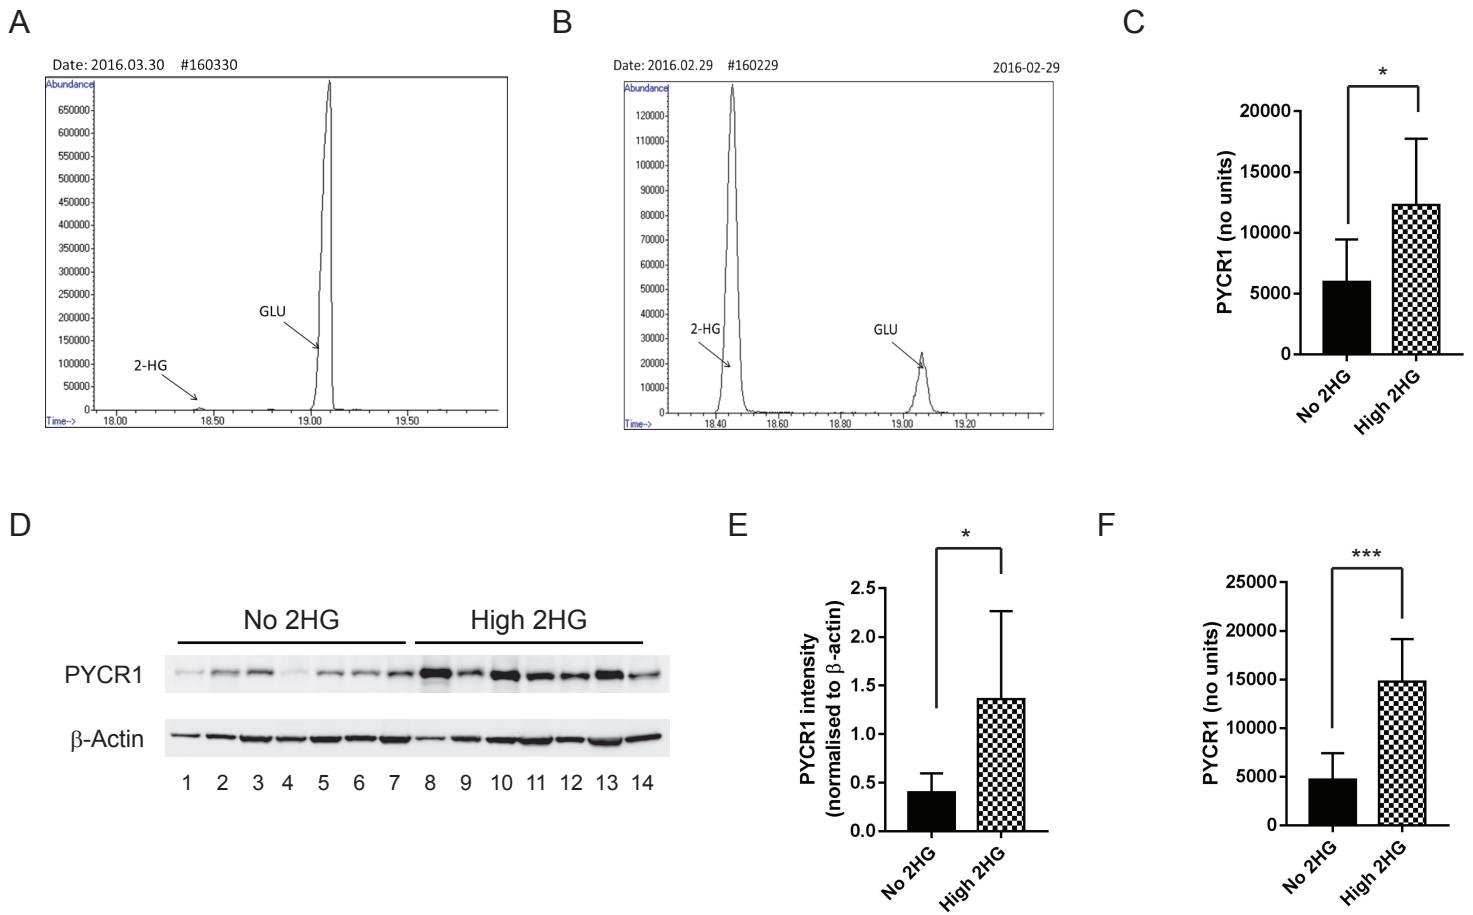 A
Date: 2016.03.30 #160330
Abundance
650000
600000
550000
500000
450000
400000
350000
300000
250000
200000
150000
100000
50000
0
GLU
2-HG
Time-->
18.00 18.50 19.00 19.50
B
Date: 2016.02.29 #160229 2016-02-29
Abundance
120000
110000
100000
90000
80000
70000
60000
50000
40000
30000
20000
10000
0
2-HG
GLU
Time-->
18.40 18.60 18.80 19.00 19.20
C
*
20000
15000
10000
5000
0
PYCR1 (no units)
No 2HG
High 2HG
D
No 2HG High 2HG
PYCR1
β-Actin
1 2 3 4 5 6 7 8 9 10 11 12 13 14
E
*
2.5
2.0
1.5
1.0
0.5
0.0
PYCR1 intensity
(normalised to β-actin)
No 2HG
High 2HG
F
***
25000
20000
15000
10000
5000
0
PYCR1 (no units)
No 2HG
High 2HG